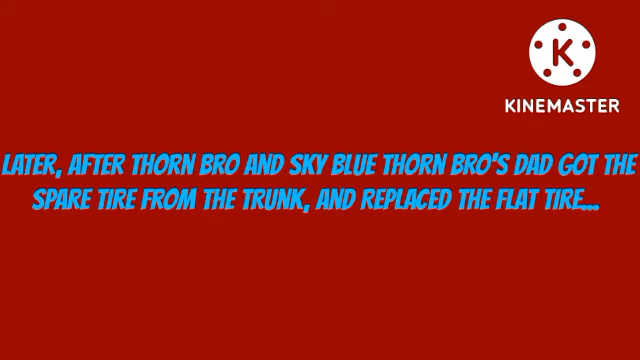 KINEMASTER
LATER, AFTER THORN BRO AND SKY BLUE THORN BRO'S DAD GOT THE
SPARE TIRE FROM THE TRUNK, AND REPLACED THE FLAT TIRE...